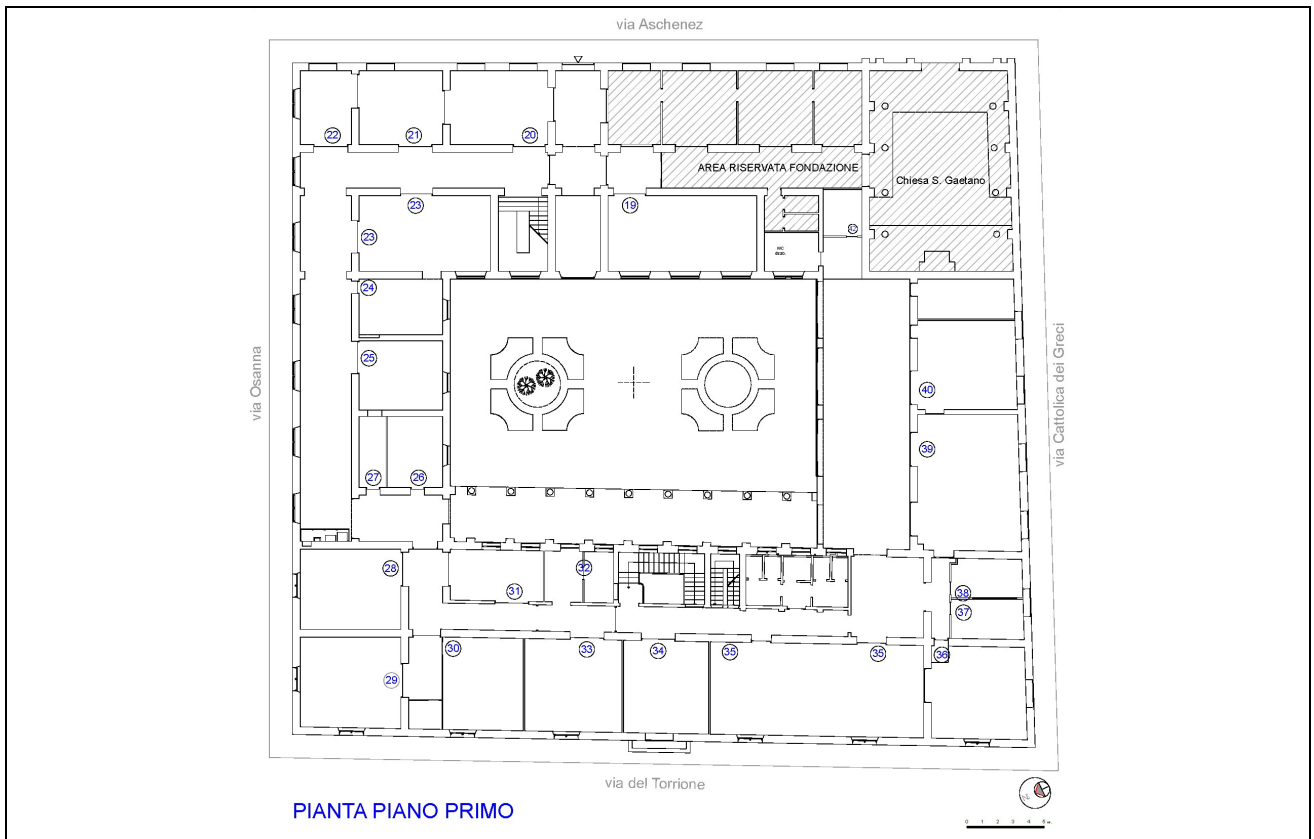 via Aschenez
22
21
20
AREA RISERVATA FONDAZIONE
Chiesa S. Gaetano
23
19
23
WC
24
via Osanna
25
via Cattolica dei Greci
40
39
27
26
28
32
31
38
37
30
33
34
35
35
36
29
via del Torrione
PIANTA PIANO PRIMO
N
0 1 2 3 4 5 m.